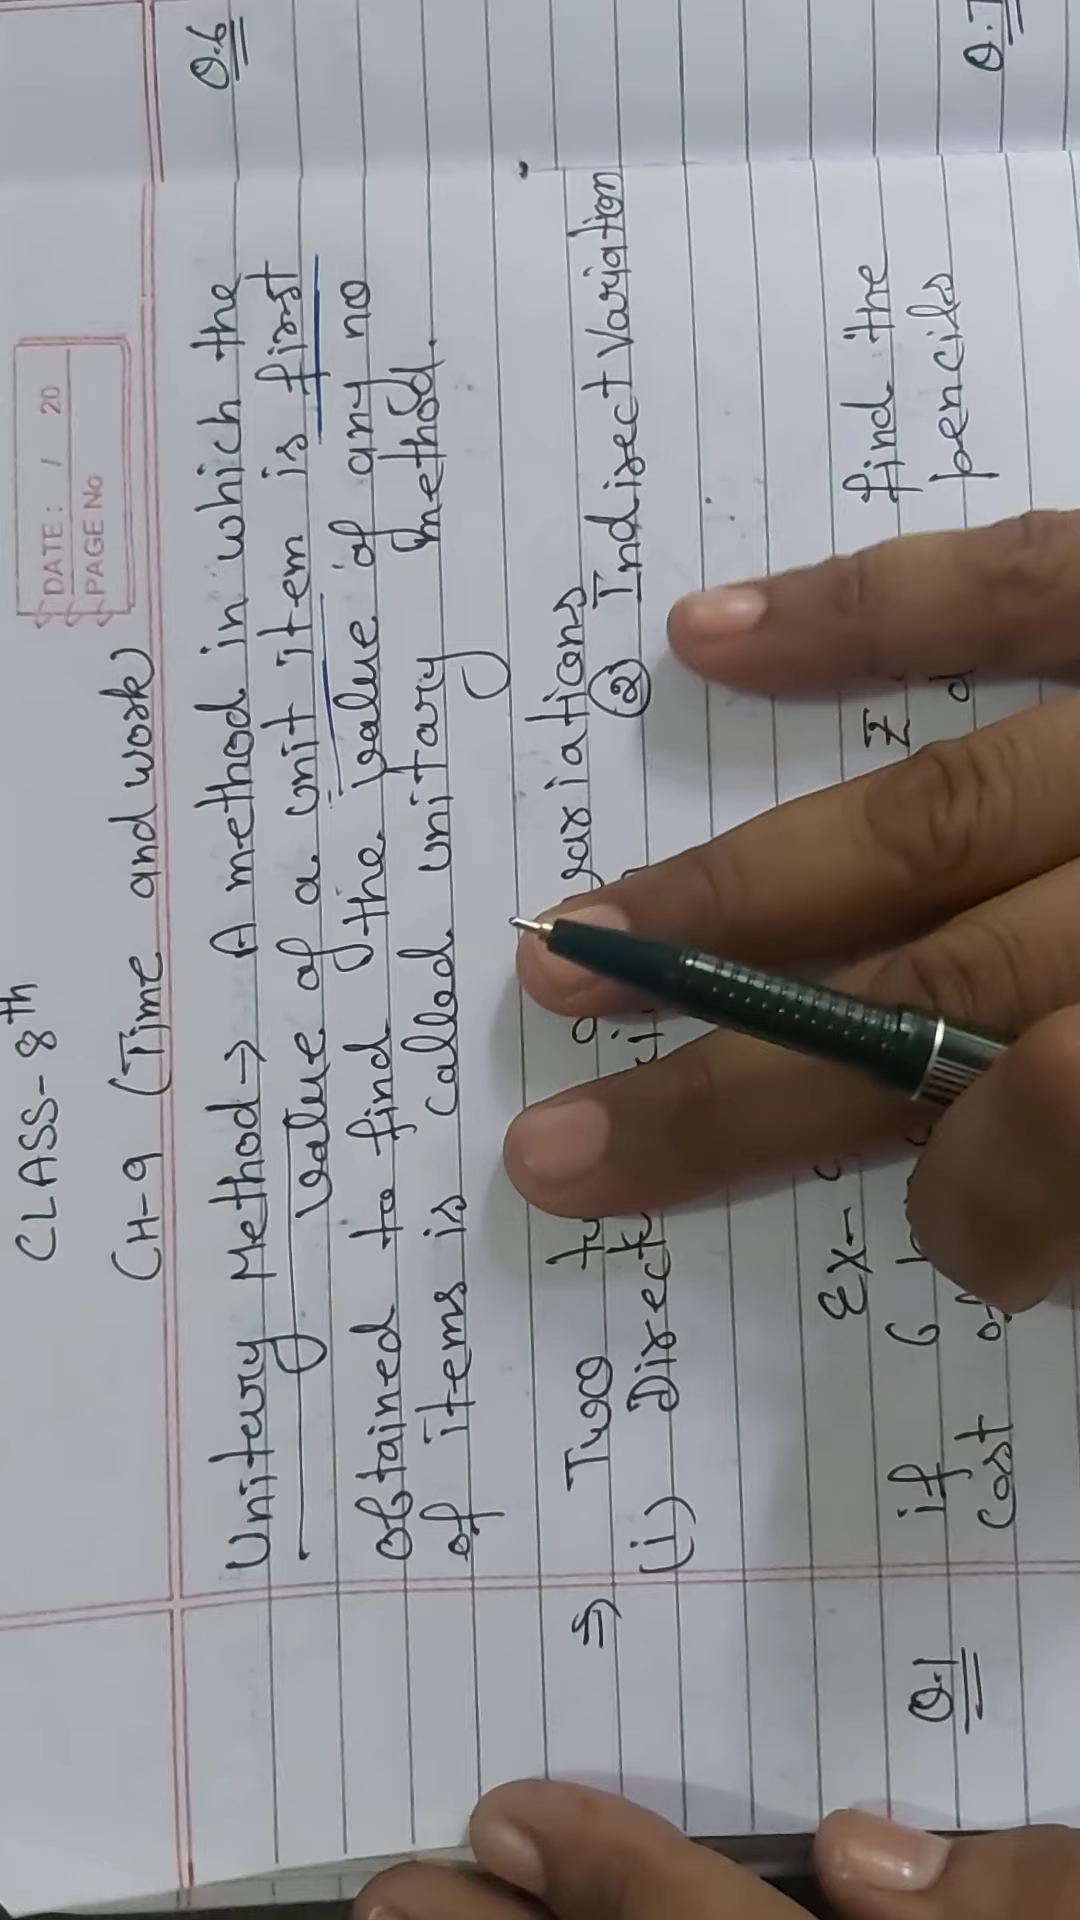 CLASS-8th
DATE: / 20
PAGE No
CH-9 (Time and work)
Unitary Method → A method in which the
value of a unit item is first
obtained to find the value of any no
of items is called unitary method.
⇒ Two variations
(i) Direct ② Indirect Variation
Ex-
Q.1 if 6 find the
Cost of pencils
Q.6
Q.7